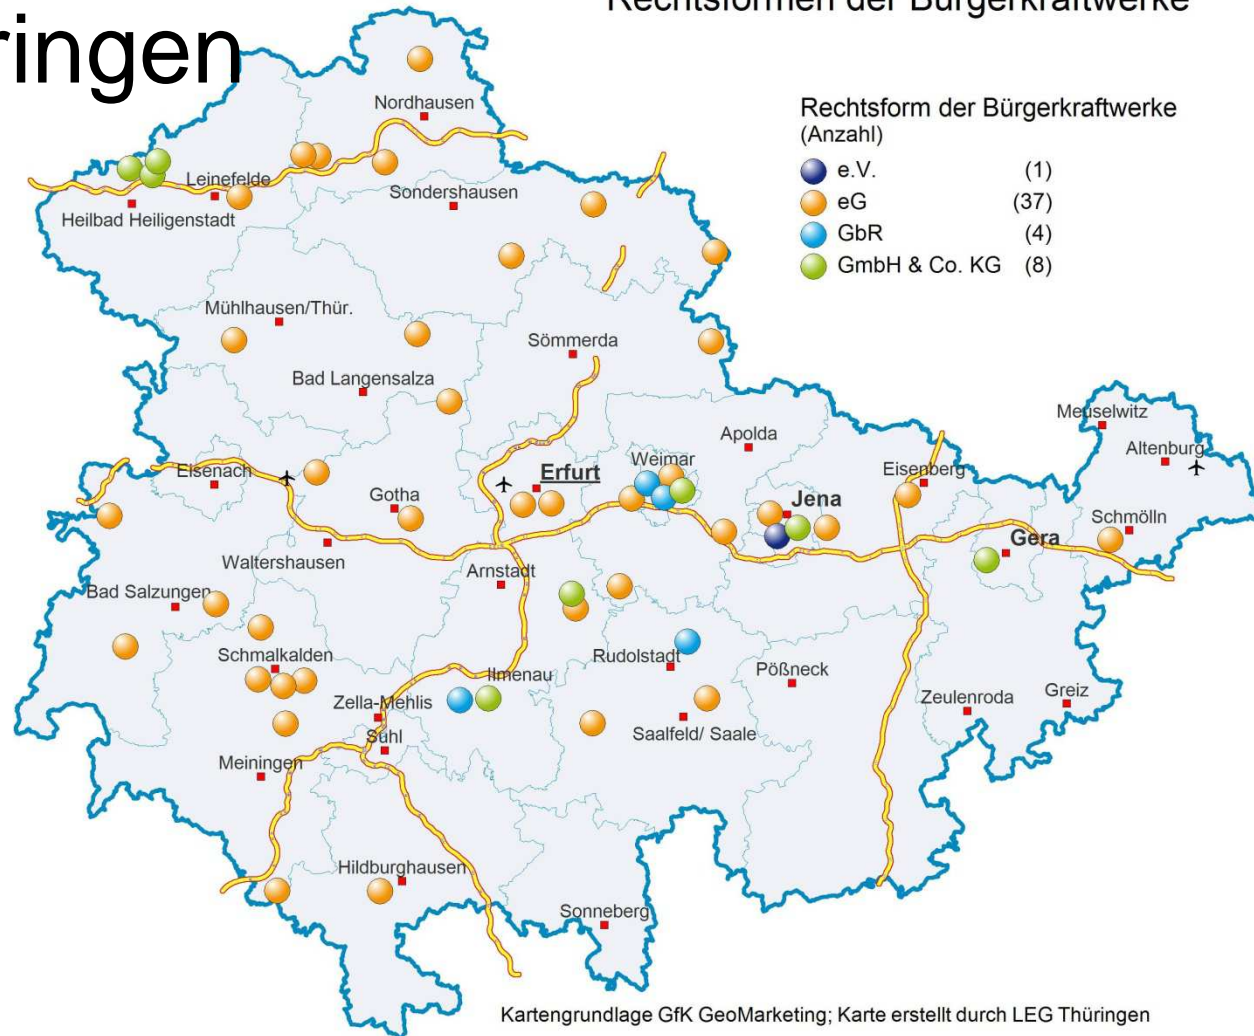 Rechtsformen der Bürgerkraftwerke
ringen
Rechtsform der Bürgerkraftwerke
(Anzahl)
e.V. (1)
eG (37)
GbR (4)
GmbH & Co. KG (8)
Nordhausen
Leinefelde
Sondershausen
Heilbad Heiligenstadt
Mühlhausen/Thür.
Sömmerda
Bad Langensalza
Meuselwitz
Apolda
Altenburg
Weimar
Eisenach
Erfurt
Eisenberg
Gotha
Jena
Schmölln
Gera
Waltershausen
Arnstadt
Bad Salzungen
Schmalkalden
Rudolstadt
Pößneck
Ilmenau
Zella-Mehlis
Zeulenroda
Greiz
Suhl
Saalfeld/ Saale
Meiningen
Hildburghausen
Sonneberg
Kartengrundlage GfK GeoMarketing; Karte erstellt durch LEG Thüringen